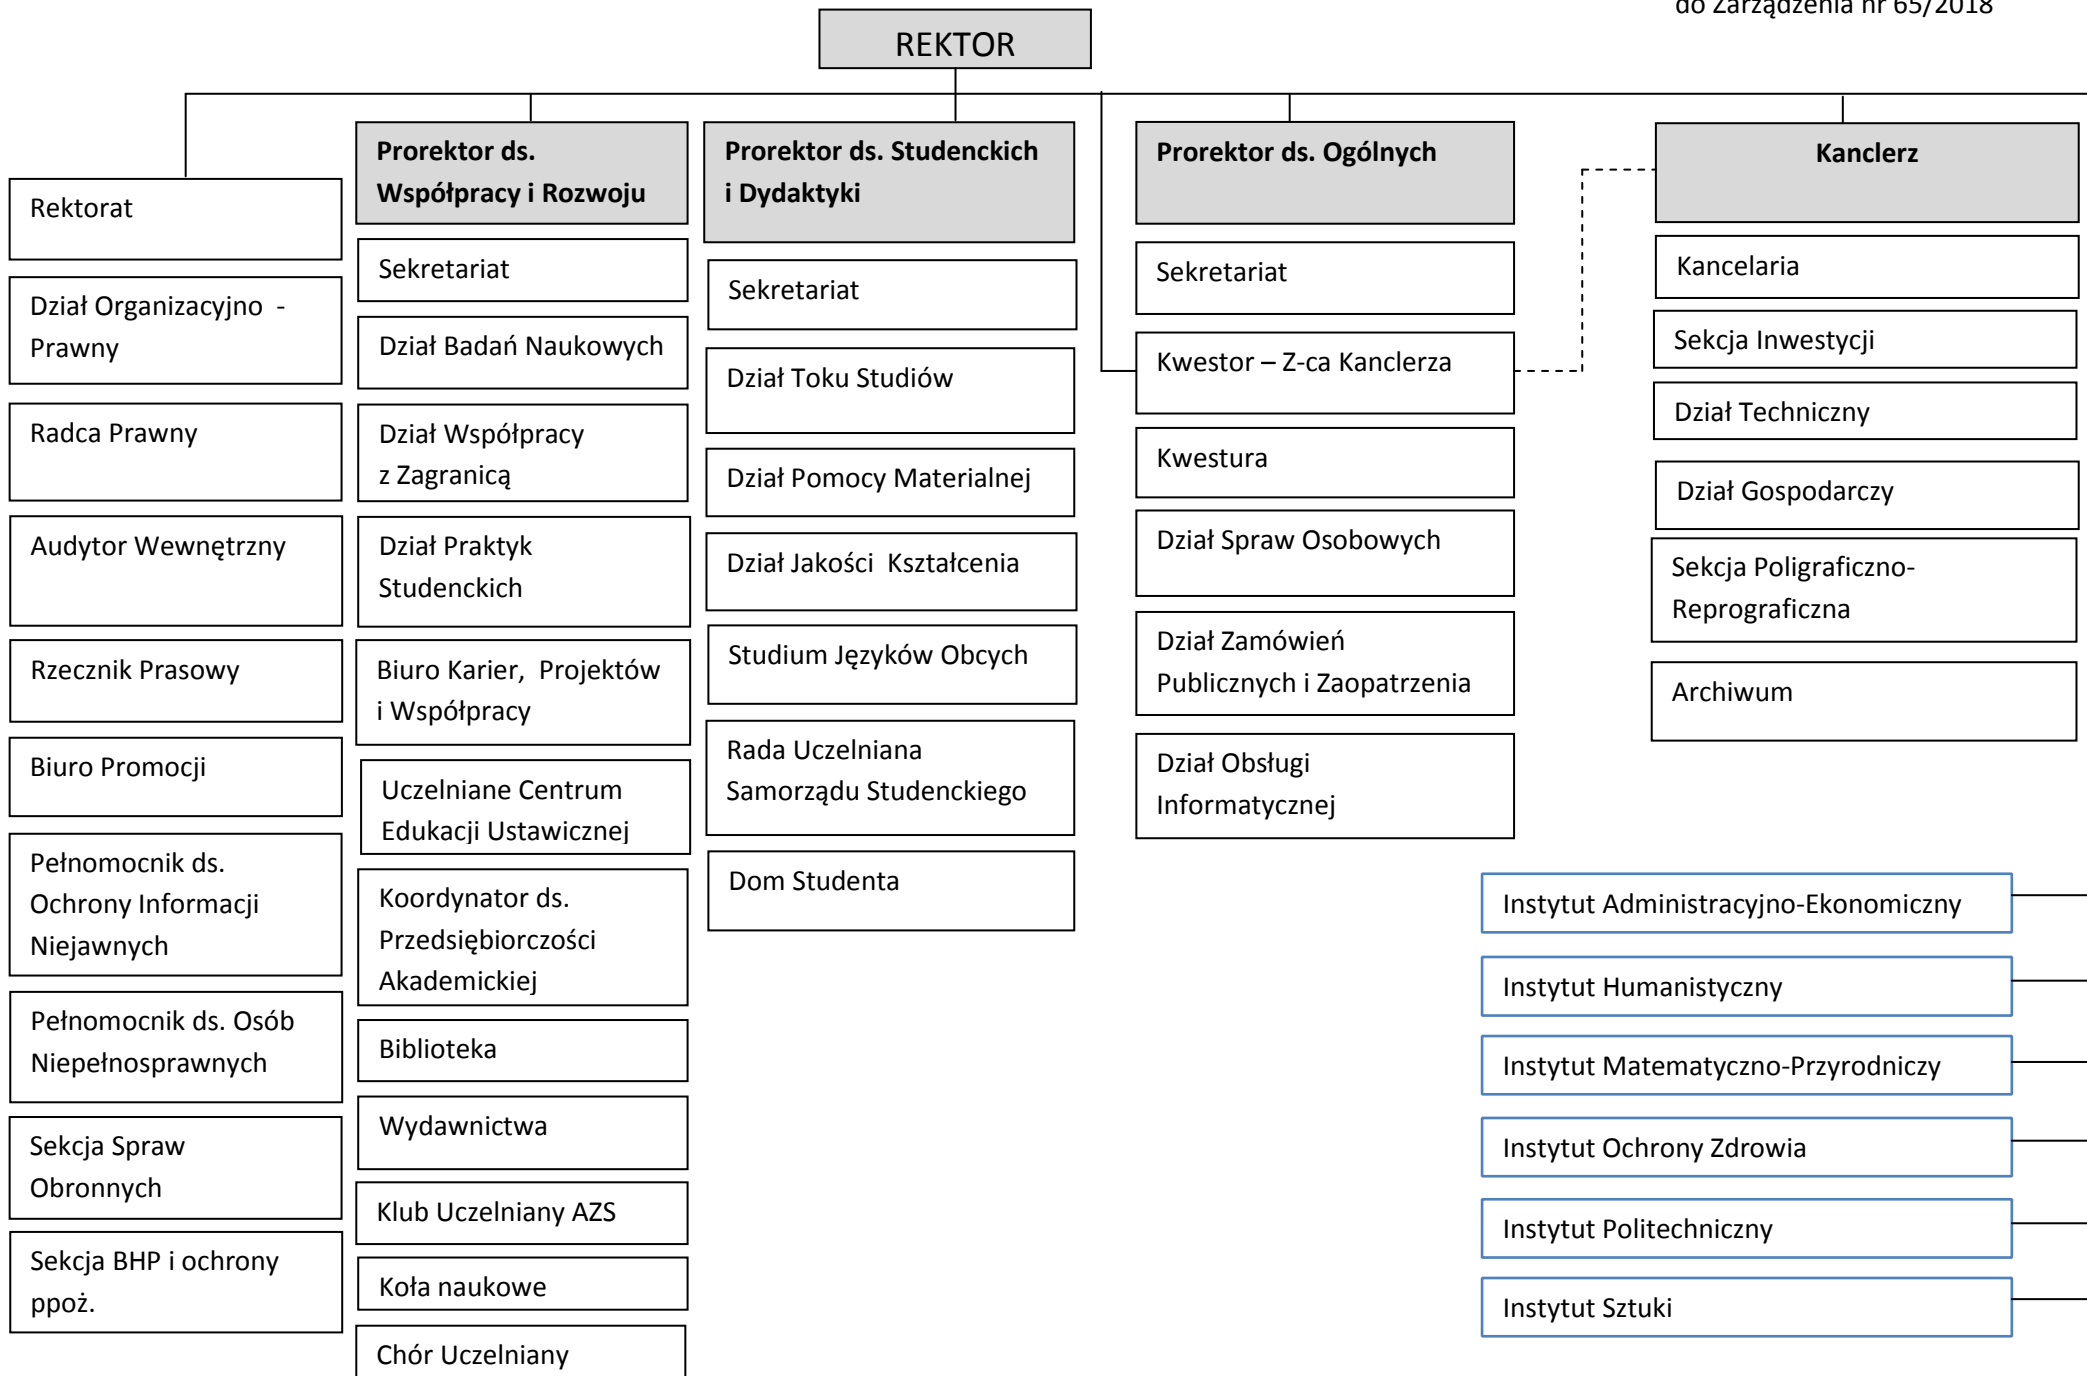 do Zarządzenia nr 65/2018
REKTOR
Rektorat
Dział Organizacyjno -
Prawny
Radca Prawny
Audytor Wewnętrzny
Rzecznik Prasowy
Biuro Promocji
Pełnomocnik ds.
Ochrony Informacji
Niejawnych
Pełnomocnik ds. Osób
Niepełnosprawnych
Sekcja Spraw
Obronnych
Sekcja BHP i ochrony
ppoż.
Prorektor ds.
Współpracy i Rozwoju
Sekretariat
Dział Badań Naukowych
Dział Współpracy
z Zagranicą
Dział Praktyk
Studenckich
Biuro Karier, Projektów
i Współpracy
Uczelniane Centrum
Edukacji Ustawicznej
Koordynator ds.
Przedsiębiorczości
Akademickiej
Biblioteka
Wydawnictwa
Klub Uczelniany AZS
Koła naukowe
Chór Uczelniany
Prorektor ds. Studenckich
i Dydaktyki
Sekretariat
Dział Toku Studiów
Dział Pomocy Materialnej
Dział Jakości Kształcenia
Studium Języków Obcych
Rada Uczelniana
Samorządu Studenckiego
Dom Studenta
Prorektor ds. Ogólnych
Sekretariat
Kwestor – Z-ca Kanclerza
Kwestura
Dział Spraw Osobowych
Dział Zamówień
Publicznych i Zaopatrzenia
Dział Obsługi
Informatycznej
Kanclerz
Kancelaria
Sekcja Inwestycji
Dział Techniczny
Dział Gospodarczy
Sekcja Poligraficzno-
Reprograficzna
Archiwum
Instytut Administracyjno-Ekonomiczny
Instytut Humanistyczny
Instytut Matematyczno-Przyrodniczy
Instytut Ochrony Zdrowia
Instytut Politechniczny
Instytut Sztuki